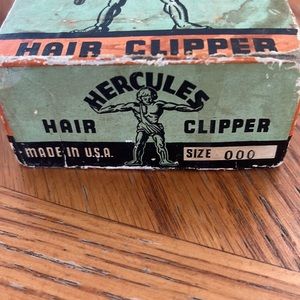 HAIR CLIPPER
HERCULES
HAIR CLIPPER
MADE IN U.S.A. SIZE 000